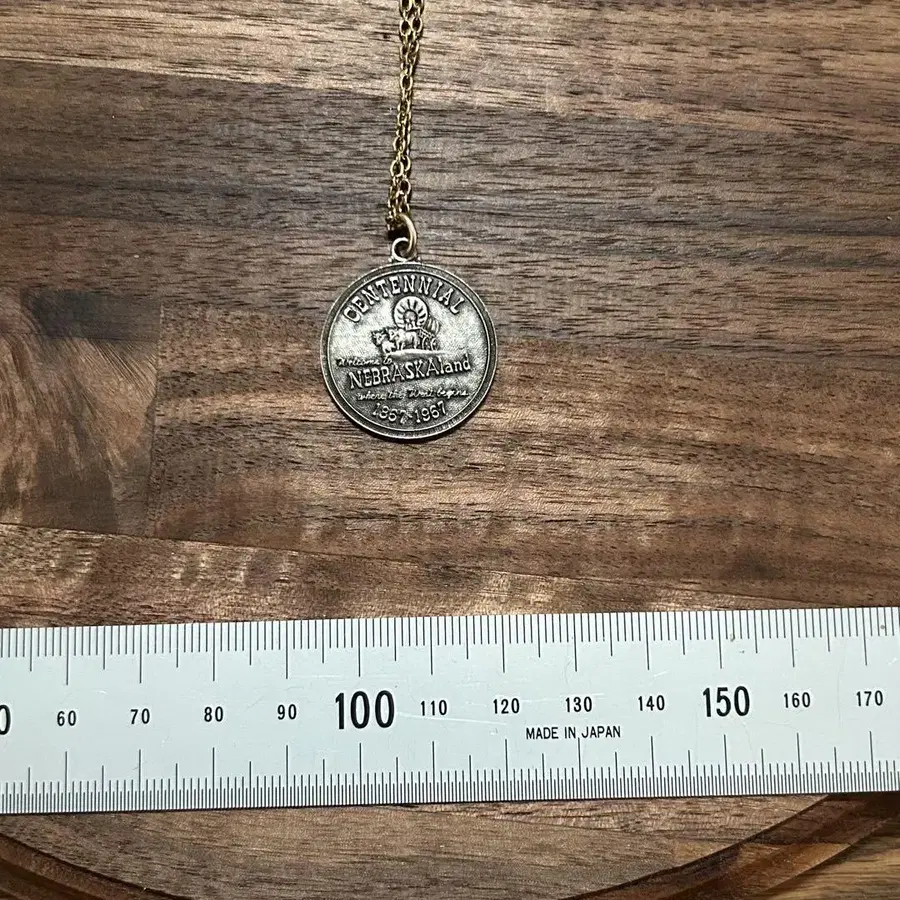 CENTENNIAL
Welcome to
NEBRASKAland
where the West begins
1867-1967
0 60 70 80 90 100 110 120 130 140 150 160 170
MADE IN JAPAN